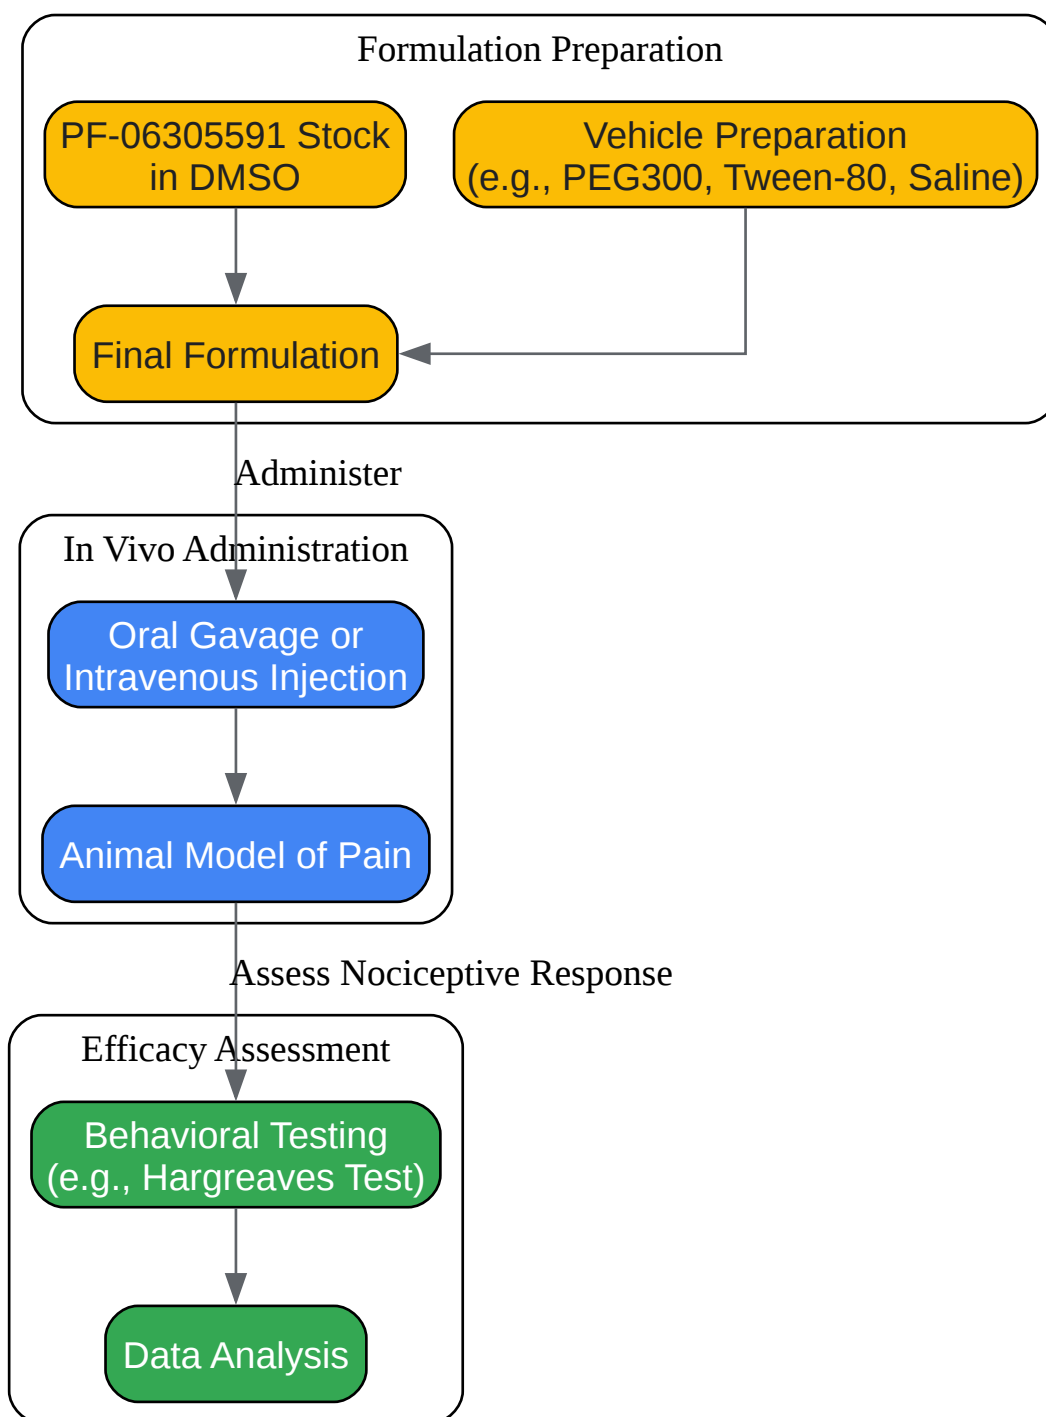 Formulation Preparation
PF-06305591 Stock
in DMSO
Vehicle Preparation
(e.g., PEG300, Tween-80, Saline)
Final Formulation
Administer
In Vivo Administration
Oral Gavage or
Intravenous Injection
Animal Model of Pain
Assess Nociceptive Response
Efficacy Assessment
Behavioral Testing
(e.g., Hargreaves Test)
Data Analysis